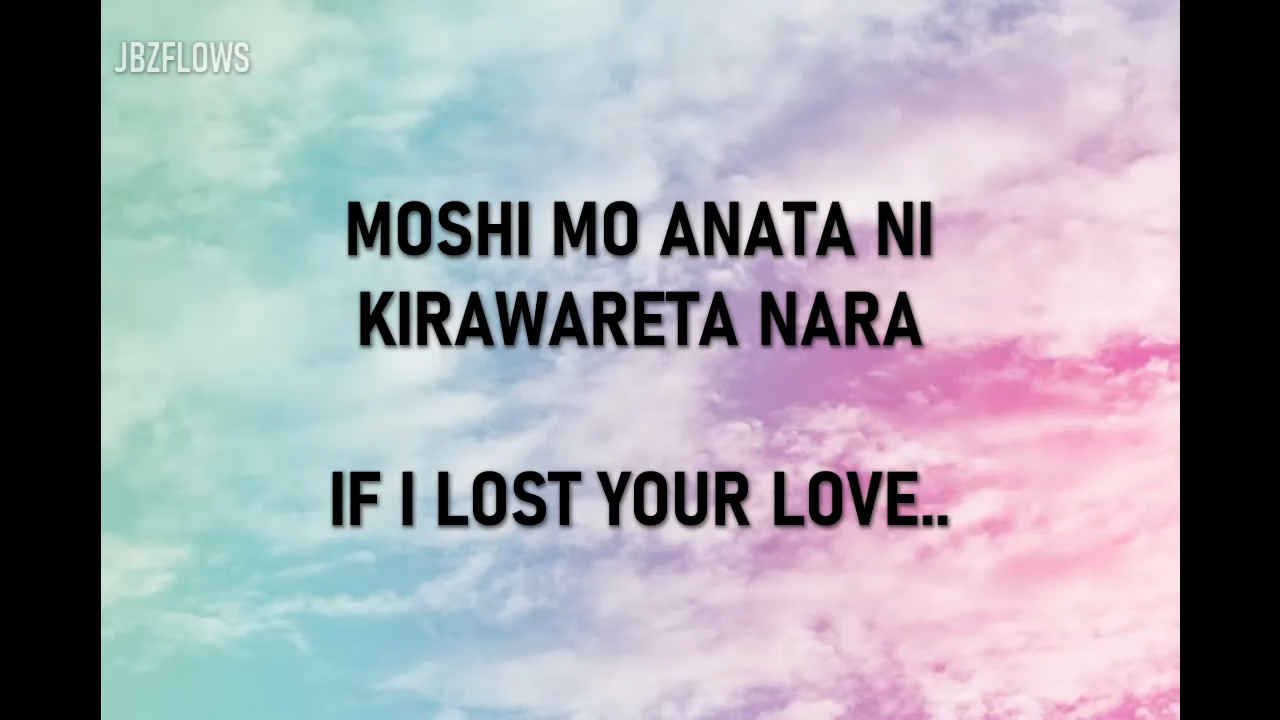 JBZFLOWS
MOSHI MO ANATA NI
KIRAWARETA NARA
IF I LOST YOUR LOVE..